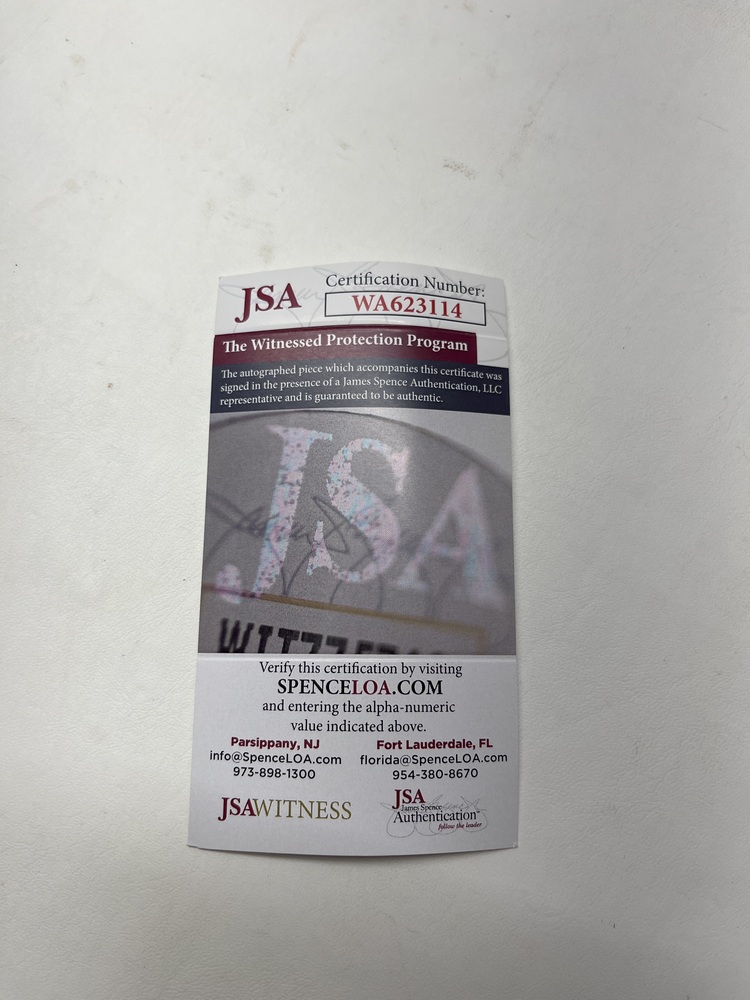 JSA
Certification Number:
WA623114
The Witnessed Protection Program
The autographed piece which accompanies this certificate was
signed in the presence of a James Spence Authentication, LLC
representative and is guaranteed to be authentic.
JSA
Verify this certification by visiting
SPENCELOA.COM
and entering the alpha-numeric
value indicated above.
Parsippany, NJ
info@SpenceLOA.com
973-898-1300
Fort Lauderdale, FL
florida@SpenceLOA.com
954-380-8670
JSAWITNESS
JSA
James Spence
Authentication
follow the leader